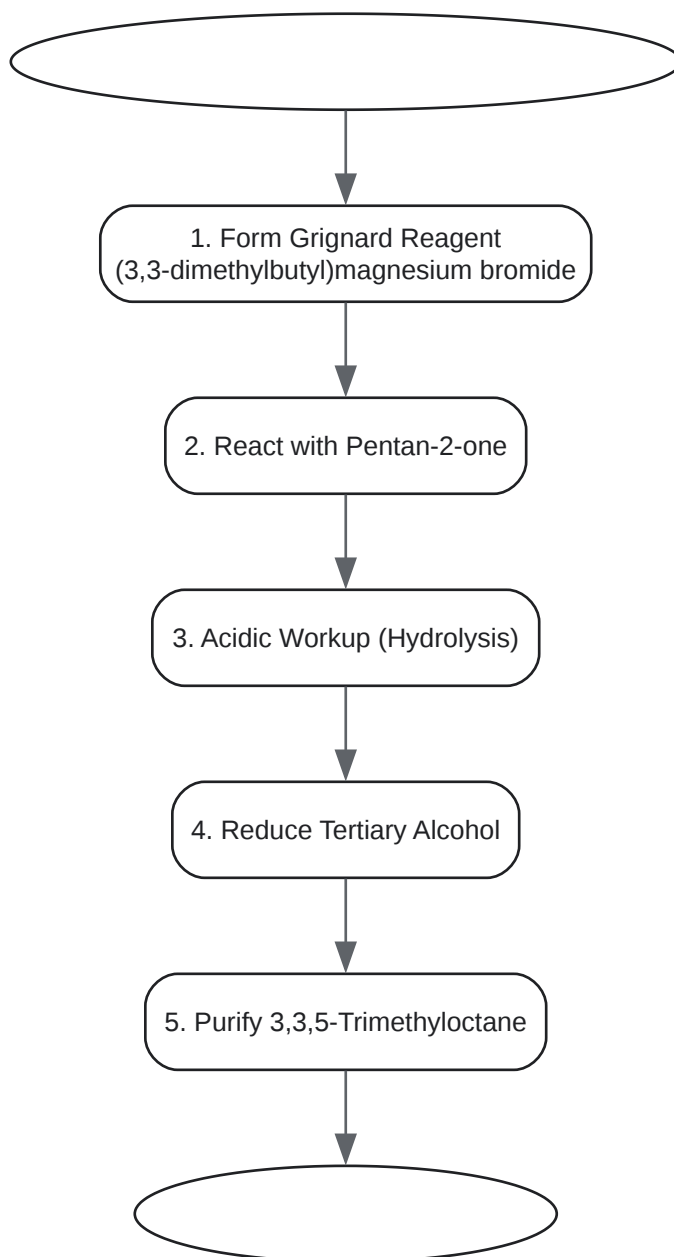 1. Form Grignard Reagent
(3,3-dimethylbutyl)magnesium bromide
2. React with Pentan-2-one
3. Acidic Workup (Hydrolysis)
4. Reduce Tertiary Alcohol
5. Purify 3,3,5-Trimethyloctane